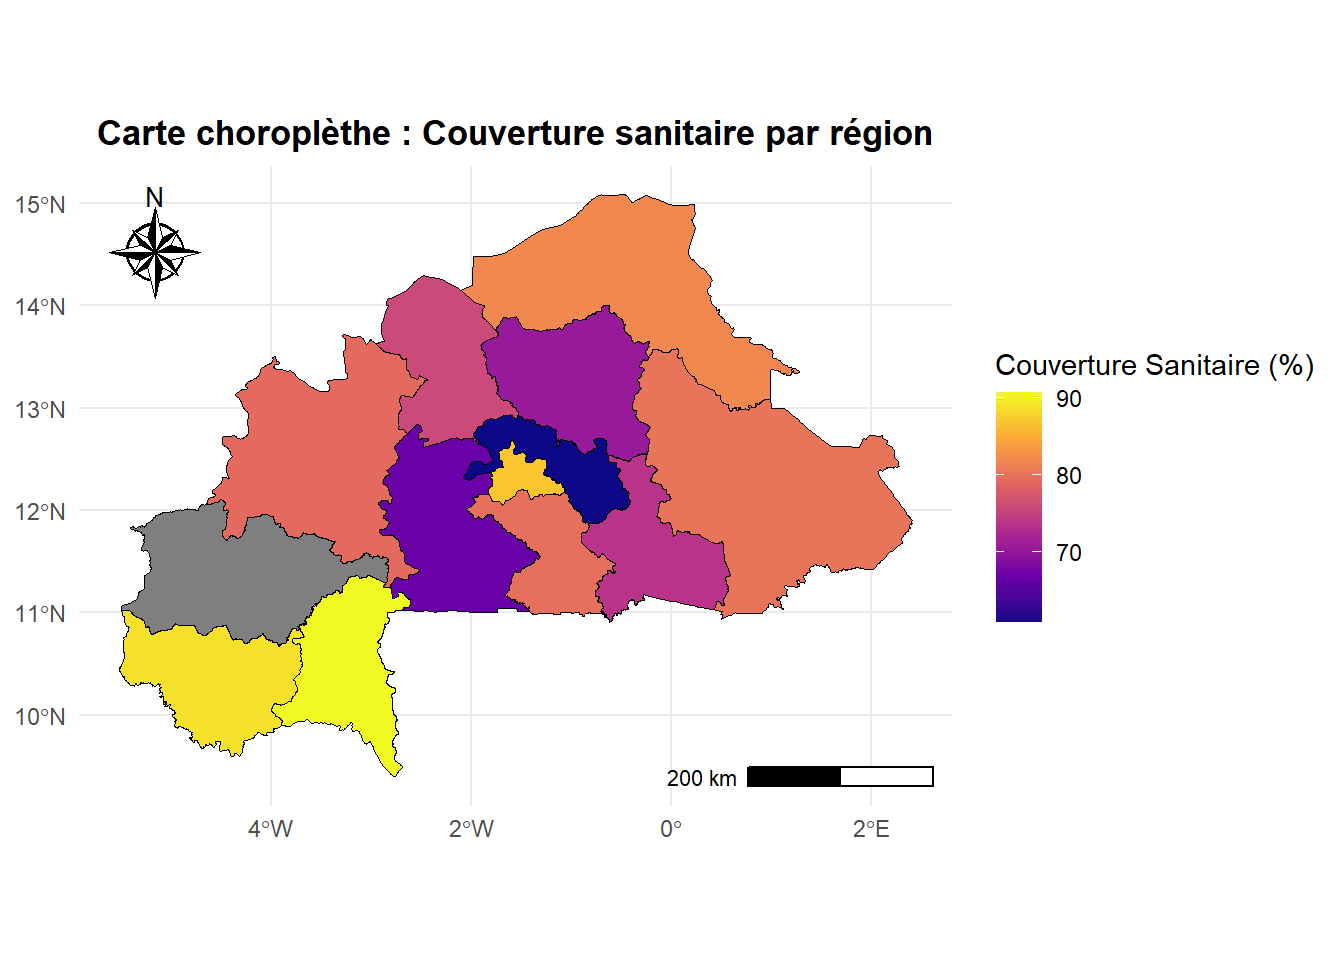 Carte choroplèthe : Couverture sanitaire par région
N
15°N
14°N
13°N
12°N
11°N
10°N
4°W
2°W
0°
2°E
200 km
Couverture Sanitaire (%)
90
80
70